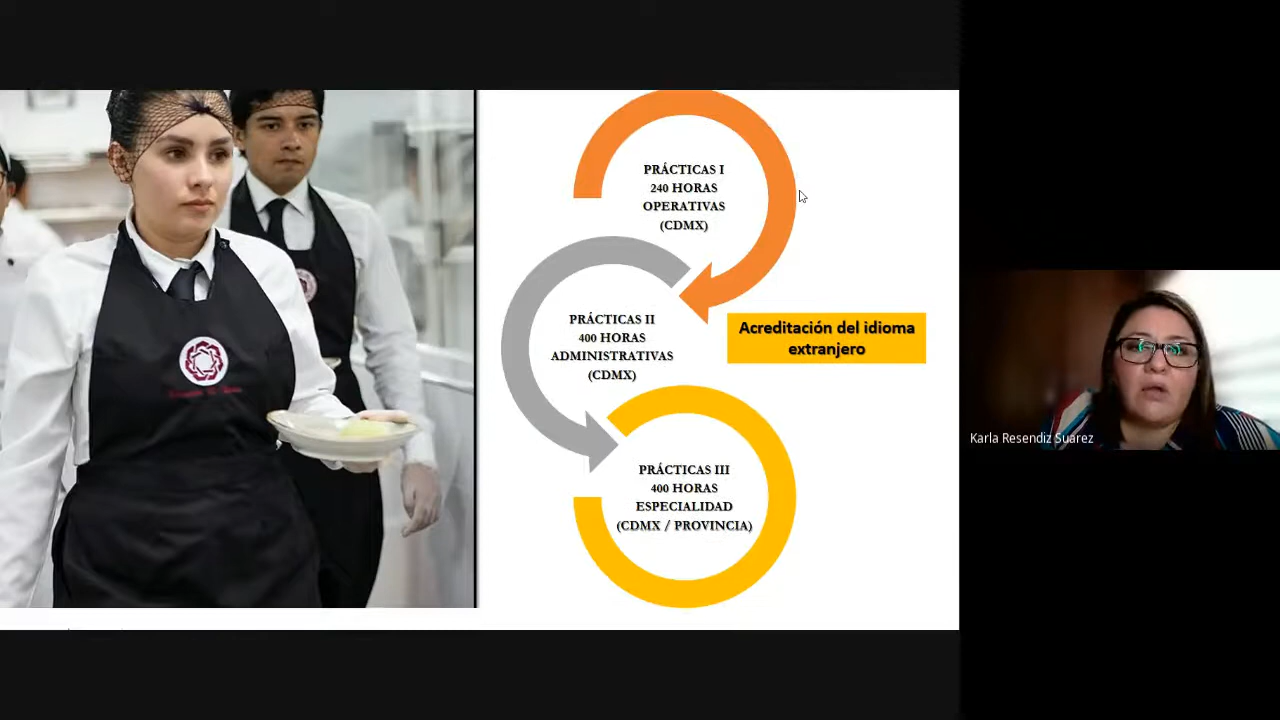 PRÁCTICAS I
240 HORAS
OPERATIVAS
(CDMX)
PRÁCTICAS II
400 HORAS
ADMINISTRATIVAS
(CDMX)
Acreditación del idioma
extranjero
PRÁCTICAS III
400 HORAS
ESPECIALIDAD
(CDMX / PROVINCIA)
Karla Resendiz Suarez